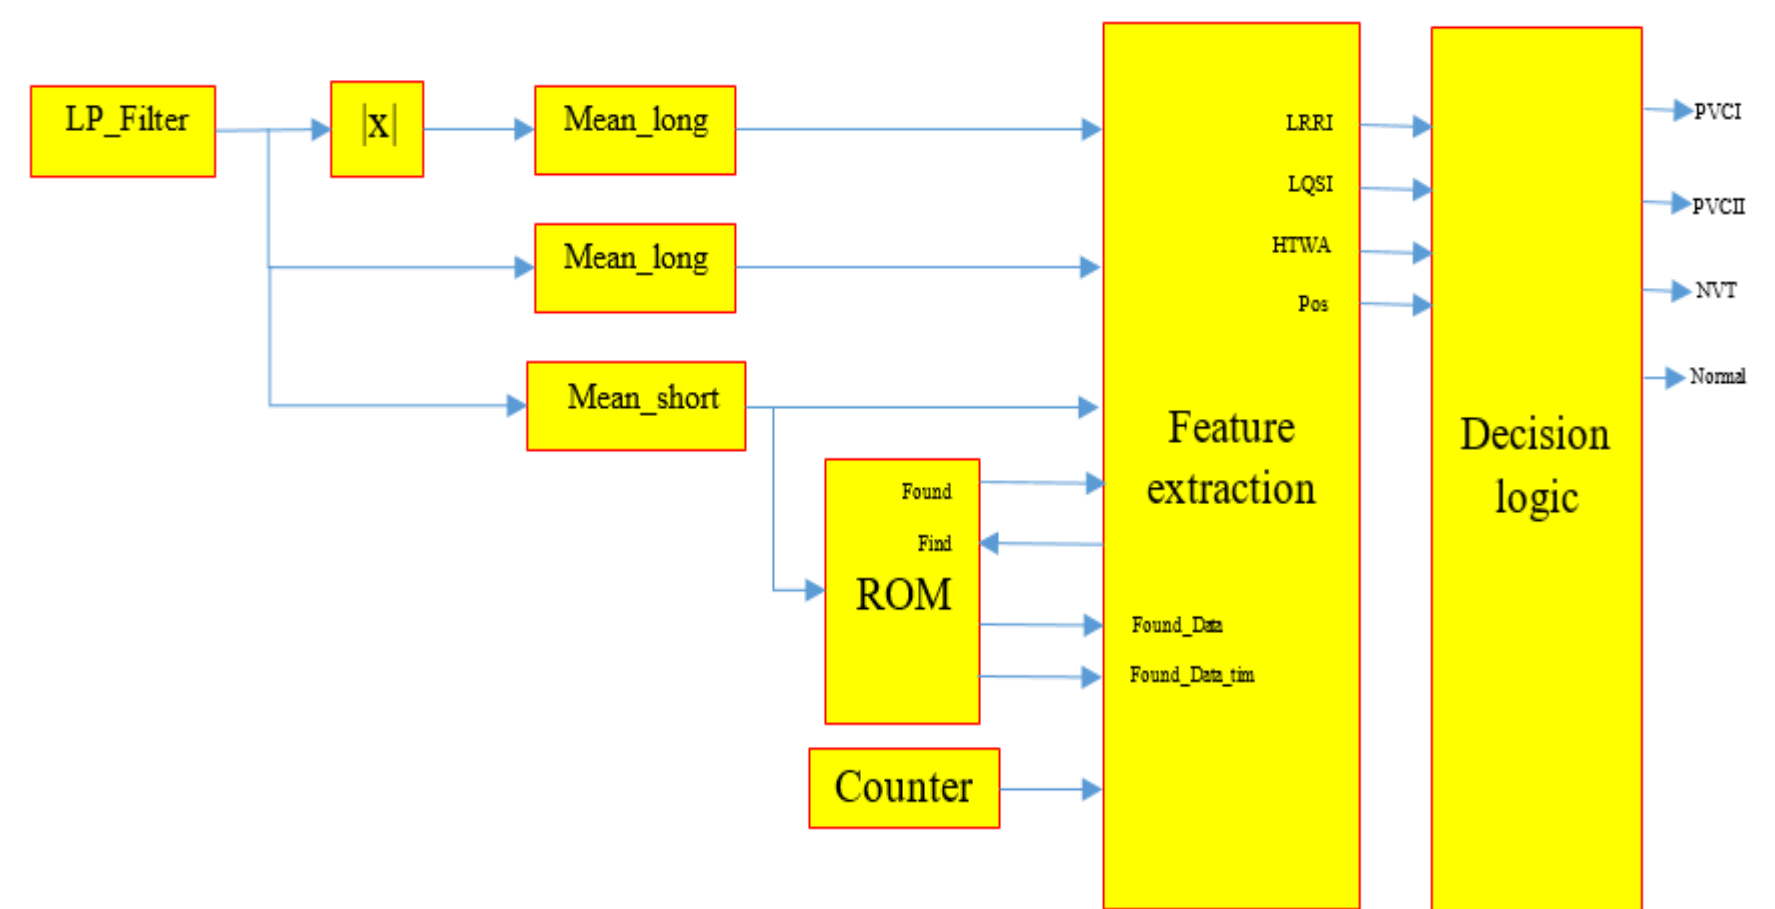 LP_Filter
|x|
Mean_long
Mean_long
Mean_short
Found
Find
ROM
Counter
LRRI
LQSI
HTWA
Pos
Feature
extraction
Found_Data
Found_Data_tim
Decision
logic
PVCI
PVCII
NVT
Normal